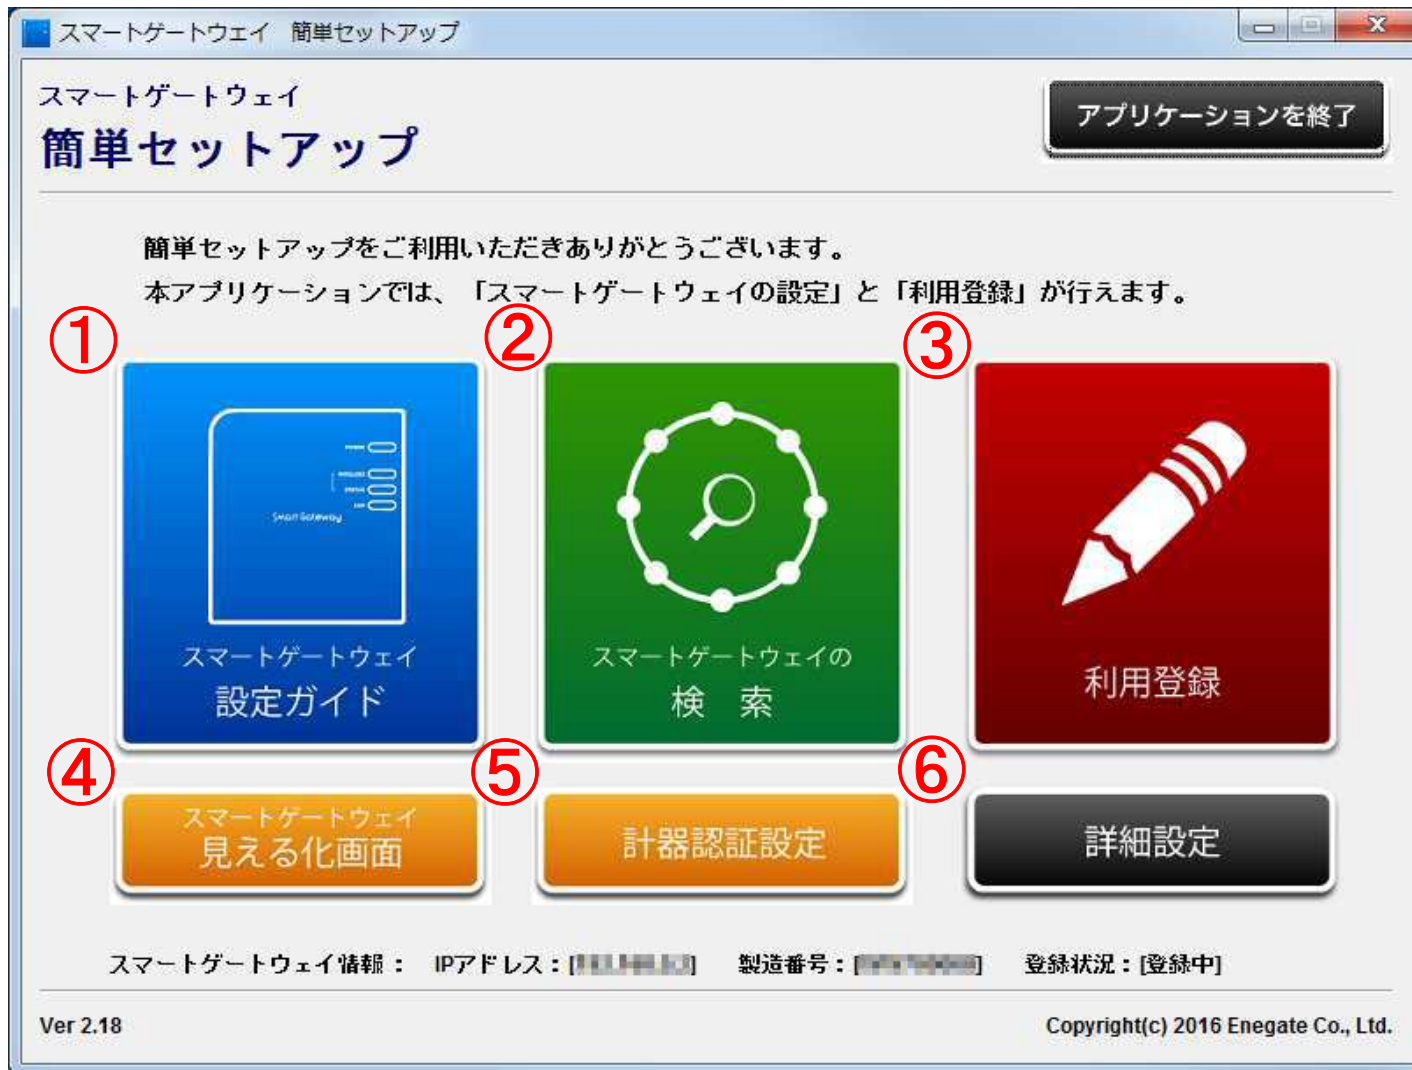 スマートゲートウェイ 簡単セットアップ
スマートゲートウェイ
簡単セットアップ
アプリケーションを終了
簡単セットアップをご利用いただきありがとうございます。
本アプリケーションでは、「スマートゲートウェイの設定」と「利用登録」が行えます。
①
②
③
Smart Gateway
スマートゲートウェイ
設定ガイド
スマートゲートウェイの
検 索
利用登録
④
⑤
⑥
スマートゲートウェイ
見える化画面
計器認証設定
詳細設定
スマートゲートウェイ情報： IPアドレス：[] 製造番号：[] 登録状況：[登録中]
Ver 2.18
Copyright(c) 2016 Enegate Co., Ltd.